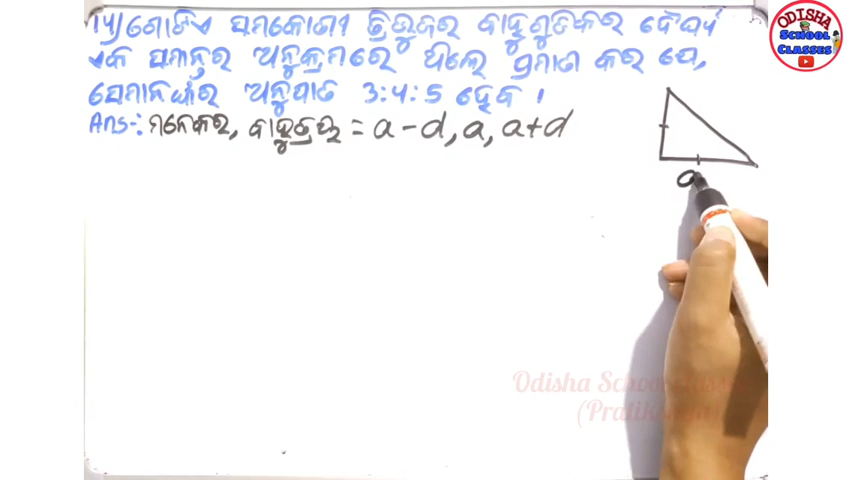 14) ଗୋଟିଏ ସମକୋଣୀ ତ୍ରିଭୁଜର ବାହୁଗୁଡିକର ଦୈର୍ଘ୍ୟ
ଏକ ସମାନ୍ତର ଅନୁକ୍ରମରେ ଥିଲେ ପ୍ରମାଣ କର ଯେ,
ସେମାନଙ୍କର ଅନୁପାତ 3:4:5 ହେବ ।
Ans-: ମନେକର, ବାହୁତ୍ରୟ = a-d, a, a+d
a
ODISHA
SCHOOL
CLASSES
Odisha School Classes